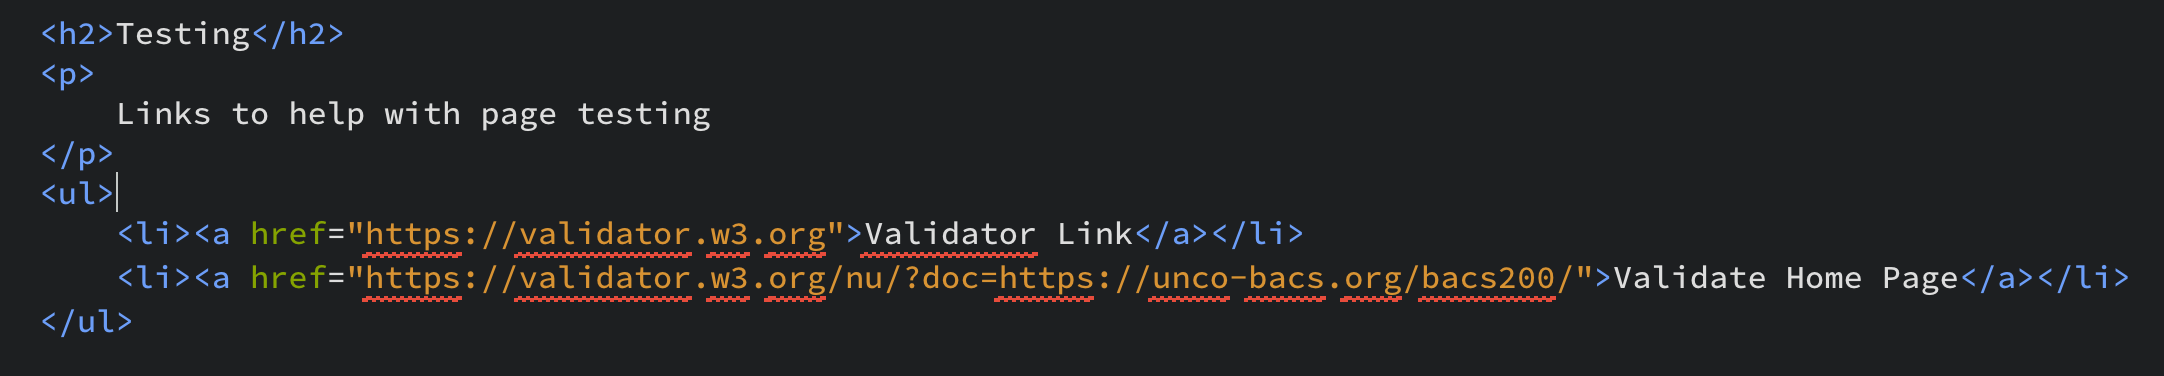 <h2>Testing</h2>
<p>
    Links to help with page testing
</p>
<ul>
    <li><a href="https://validator.w3.org">Validator Link</a></li>
    <li><a href="https://validator.w3.org/nu/?doc=https://unco-bacs.org/bacs200/">Validate Home Page</a></li>
</ul>